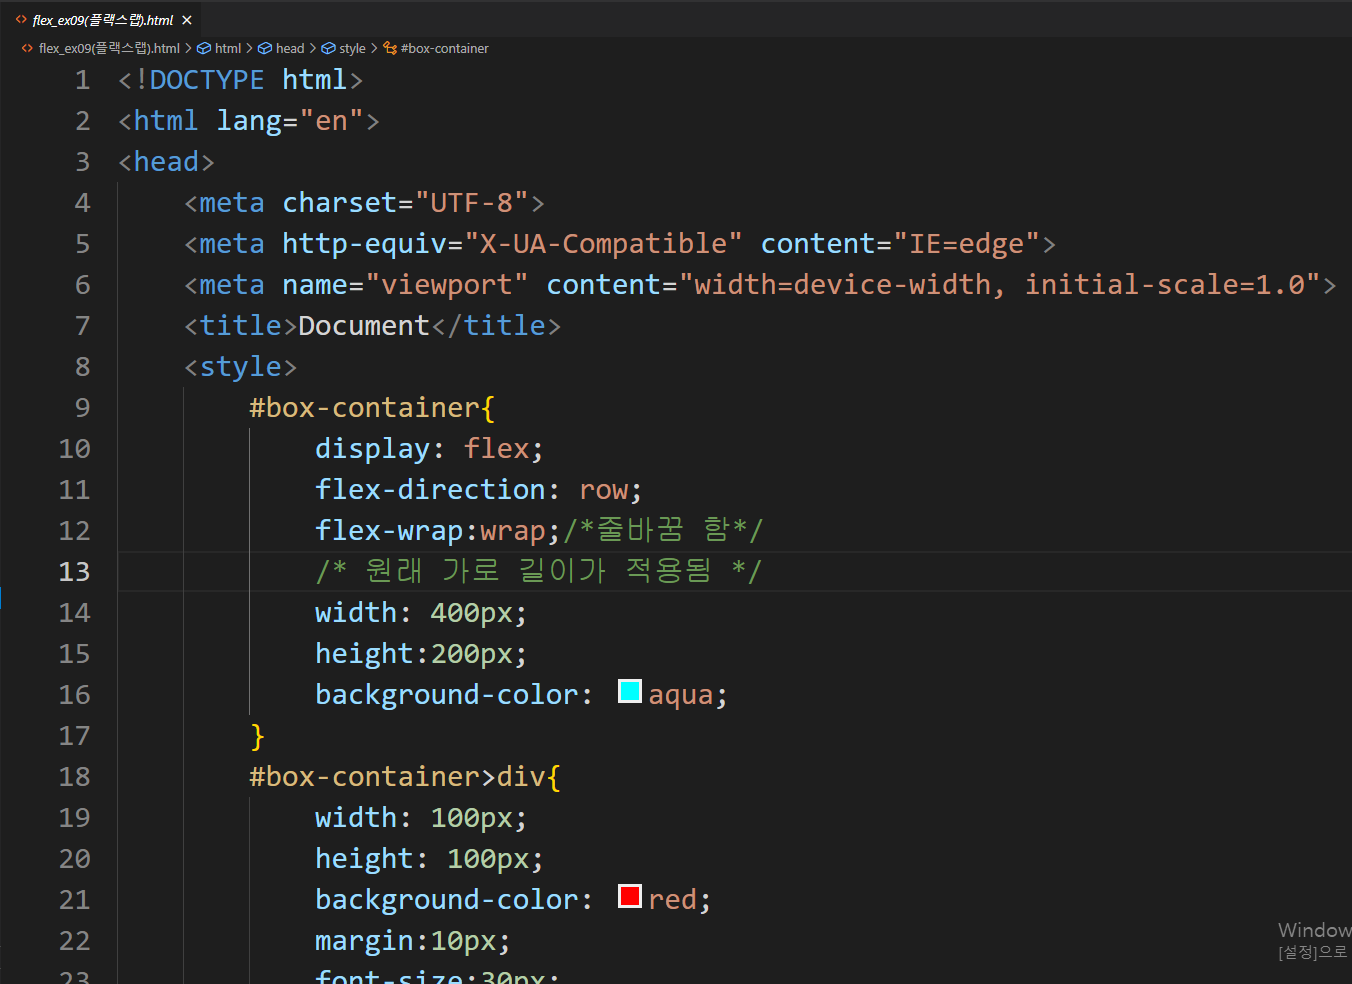 flex_ex09(플랙스랩).html
flex_ex09(플랙스랩).html > html > head > style > #box-container
1 <!DOCTYPE html>
2 <html lang="en">
3 <head>
4 <meta charset="UTF-8">
5 <meta http-equiv="X-UA-Compatible" content="IE=edge">
6 <meta name="viewport" content="width=device-width, initial-scale=1.0">
7 <title>Document</title>
8 <style>
9 #box-container{
10 display: flex;
11 flex-direction: row;
12 flex-wrap:wrap;/*줄바꿈 함*/
13 /* 원래 가로 길이가 적용됨 */
14 width: 400px;
15 height:200px;
16 background-color: aqua;
17 }
18 #box-container>div{
19 width: 100px;
20 height: 100px;
21 background-color: red;
22 margin:10px;
23 font-size:30px;
Window
[설정]으로